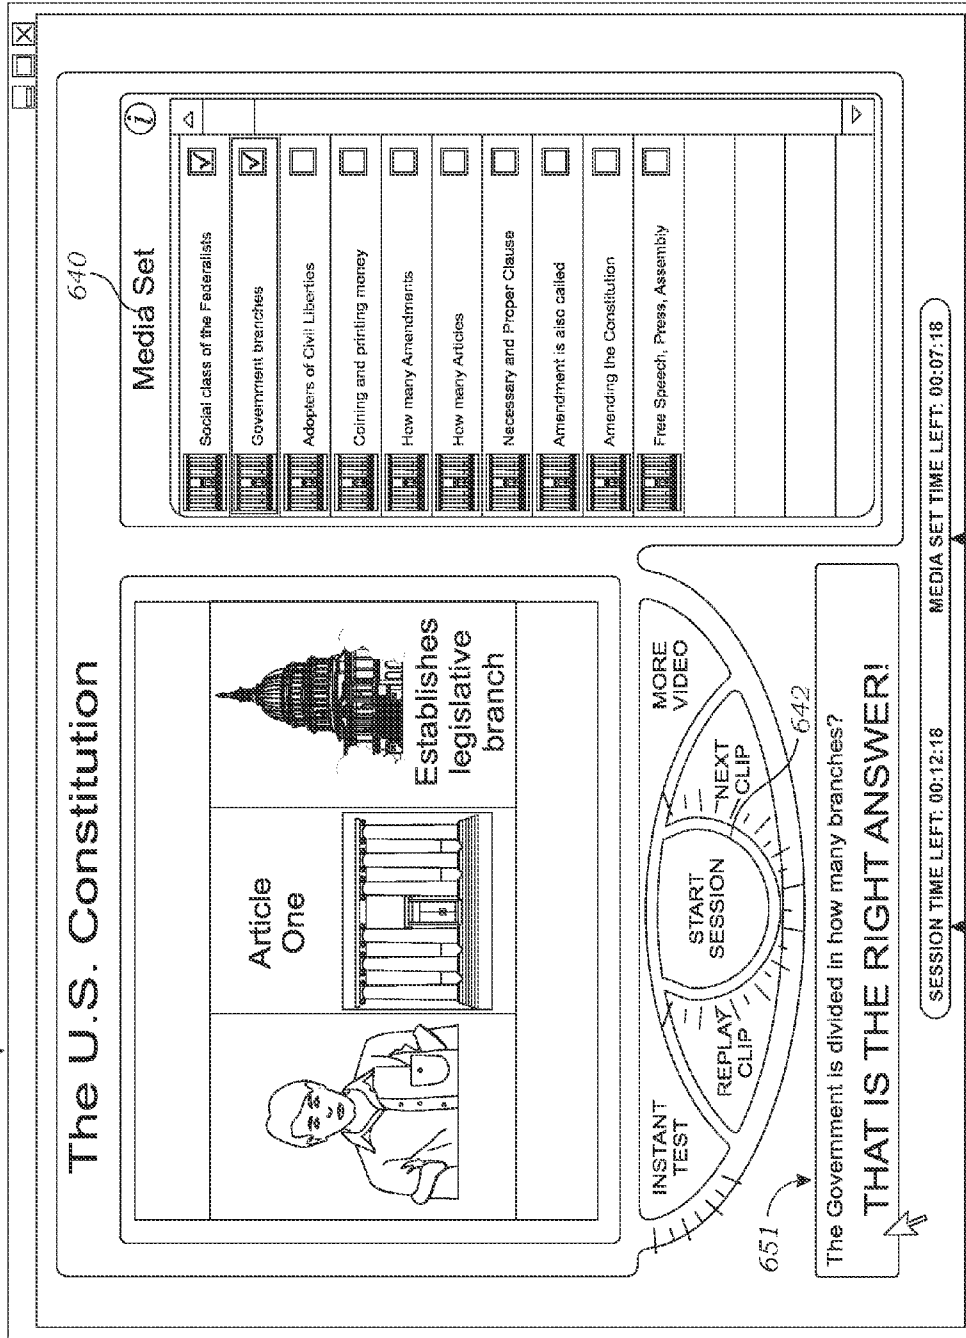 The U.S. Constitution
Article
One
Establishes
legislative
branch
640
Media Set
i
Social class of the Federalists
Government branches
Adopters of Civil Liberties
Coining and printing money
How many Amendments
How many Articles
Necessary and Proper Clause
Amendment is also called
Amending the Constitution
Free Speech, Press, Assembly
INSTANT
TEST
REPLAY
CLIP
START
SESSION
NEXT
CLIP
MORE
VIDEO
642
651
The Government is divided in how many branches?
THAT IS THE RIGHT ANSWER!
SESSION TIME LEFT: 00:12:18
MEDIA SET TIME LEFT: 00:07:18